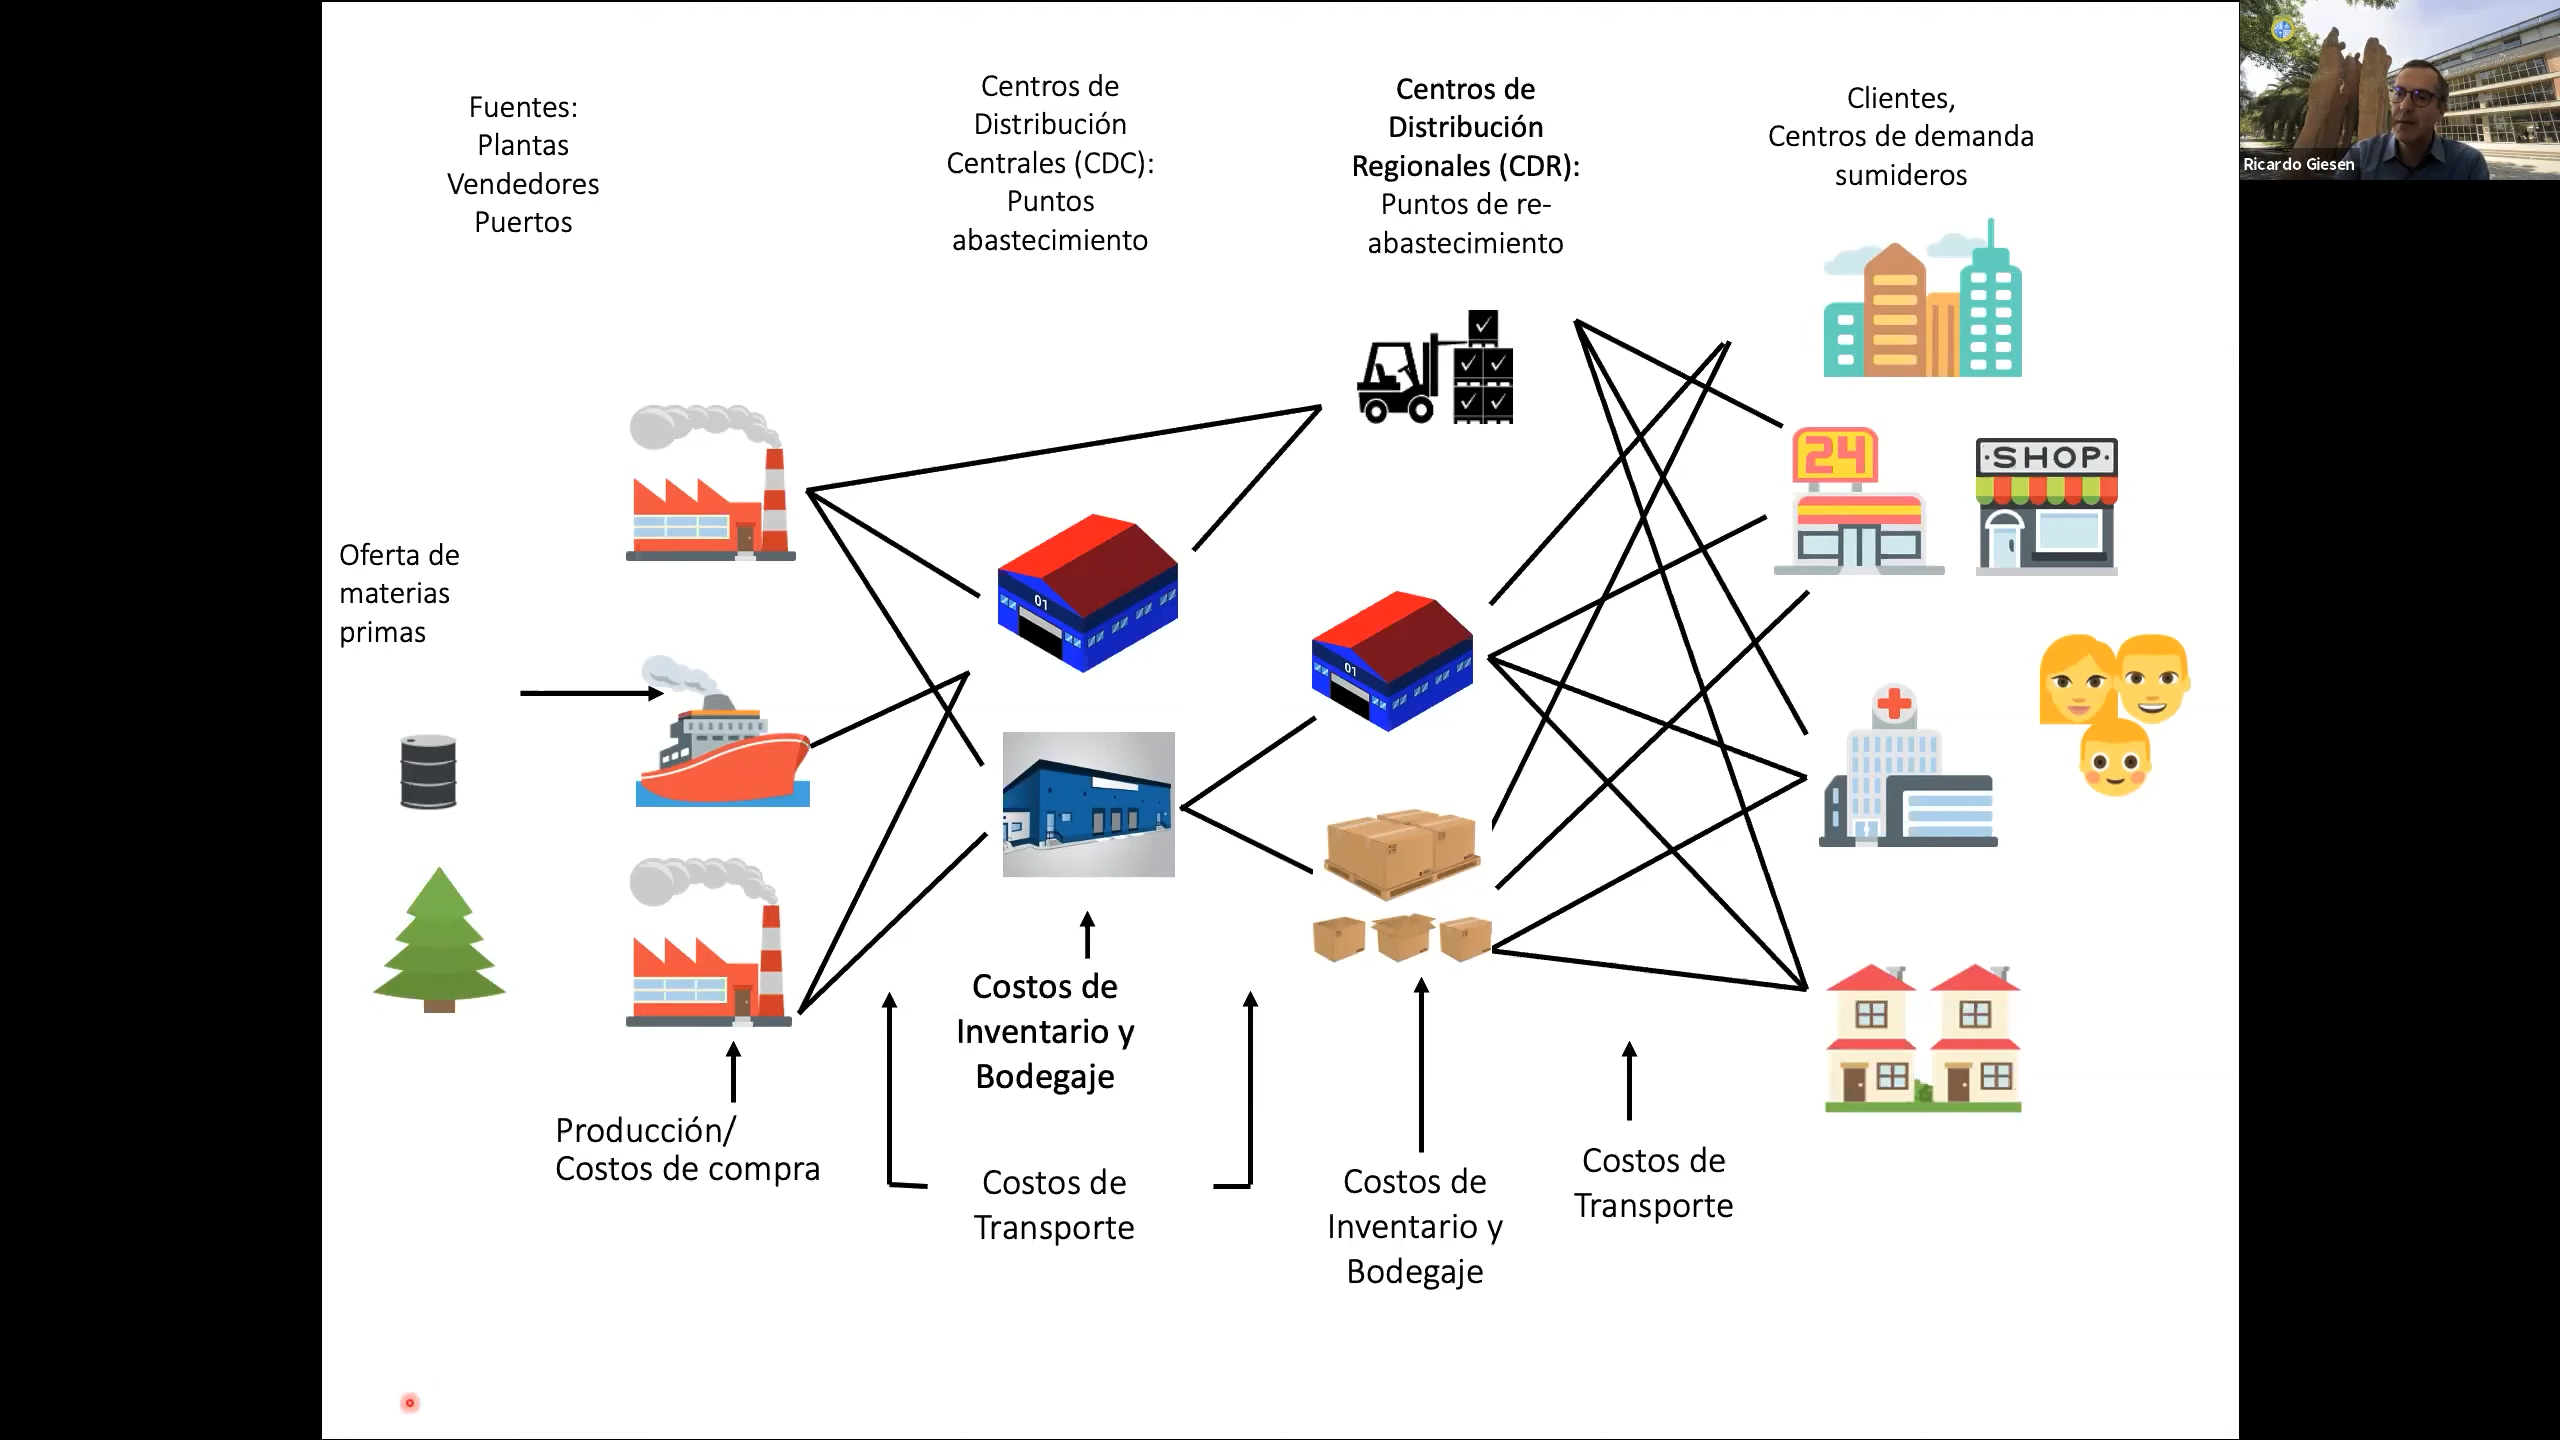 Fuentes:
Plantas
Vendedores
Puertos
Centros de
Distribución
Centrales (CDC):
Puntos
abastecimiento
Centros de
Distribución
Regionales (CDR):
Puntos de re-
abastecimiento
Clientes,
Centros de demanda
sumideros
Ricardo Giesen
24
·SHOP·
Oferta de
materias
primas
01
01
Costos de
Inventario y
Bodegaje
Producción/
Costos de compra
Costos de
Transporte
Costos de
Inventario y
Bodegaje
Costos de
Transporte